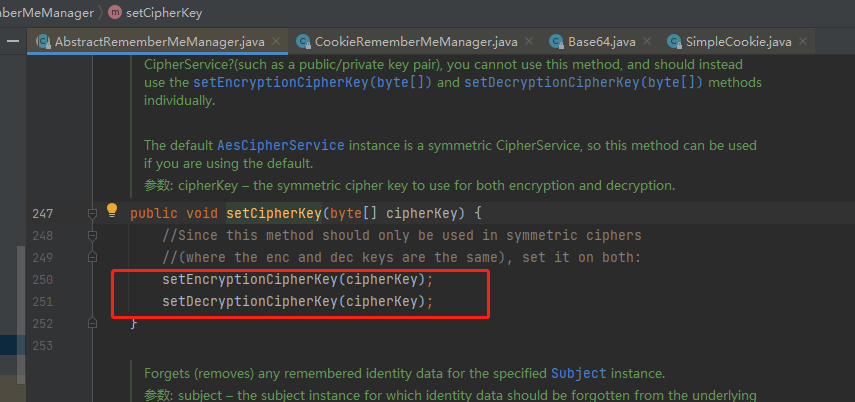 berMeManager > setCipherKey
AbstractRememberMeManager.java CookieRememberMeManager.java Base64.java SimpleCookie.java
CipherService?(such as a public/private key pair), you cannot use this method, and should instead
use the setEncryptionCipherKey(byte[]) and setDecryptionCipherKey(byte[]) methods
individually.
The default AesCipherService instance is a symmetric CipherService, so this method can be used
if you are using the default.
参数: cipherKey – the symmetric cipher key to use for both encryption and decryption.
247 public void setCipherKey(byte[] cipherKey) {
248 //Since this method should only be used in symmetric ciphers
249 //(where the enc and dec keys are the same), set it on both:
250 setEncryptionCipherKey(cipherKey);
251 setDecryptionCipherKey(cipherKey);
252 }
253
Forgets (removes) any remembered identity data for the specified Subject instance.
参数: subject – the subject instance for which identity data should be forgotten from the underlying